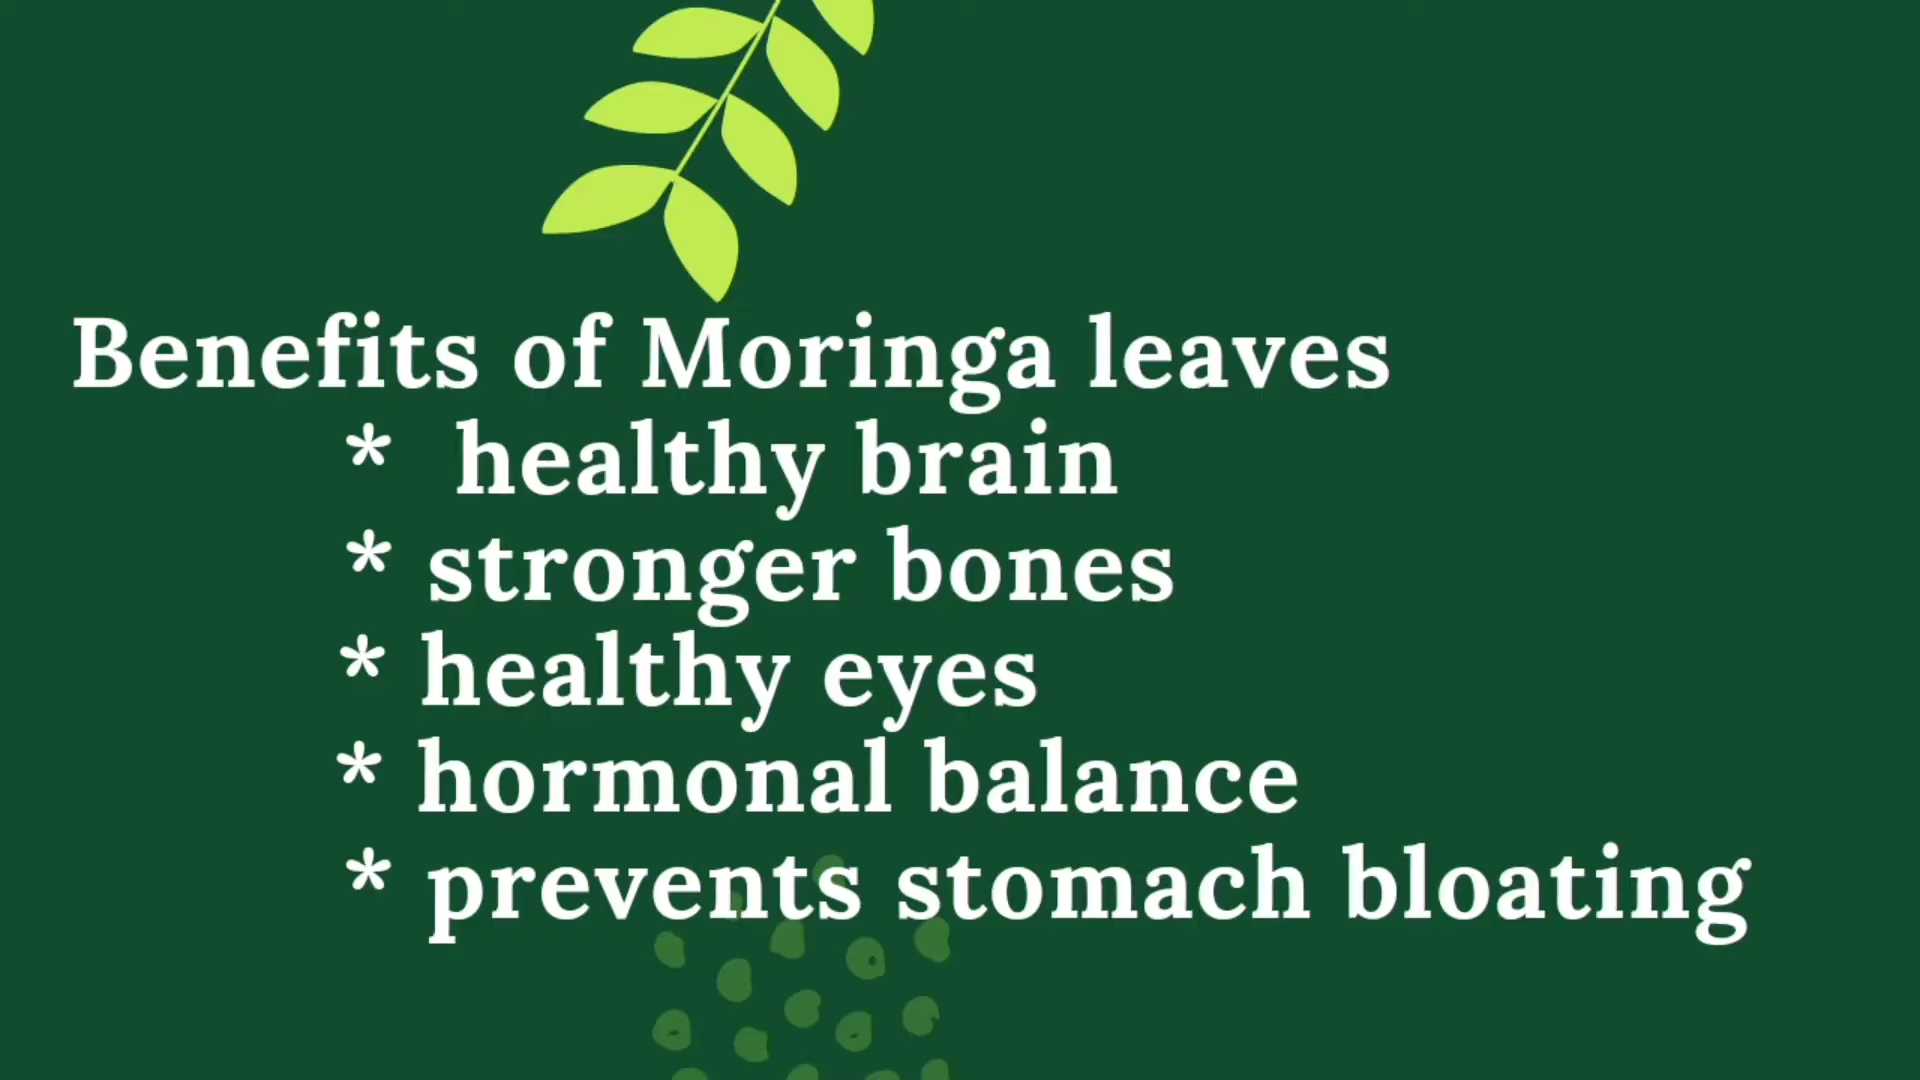 Benefits of Moringa leaves
* healthy brain
* stronger bones
* healthy eyes
* hormonal balance
* prevents stomach bloating